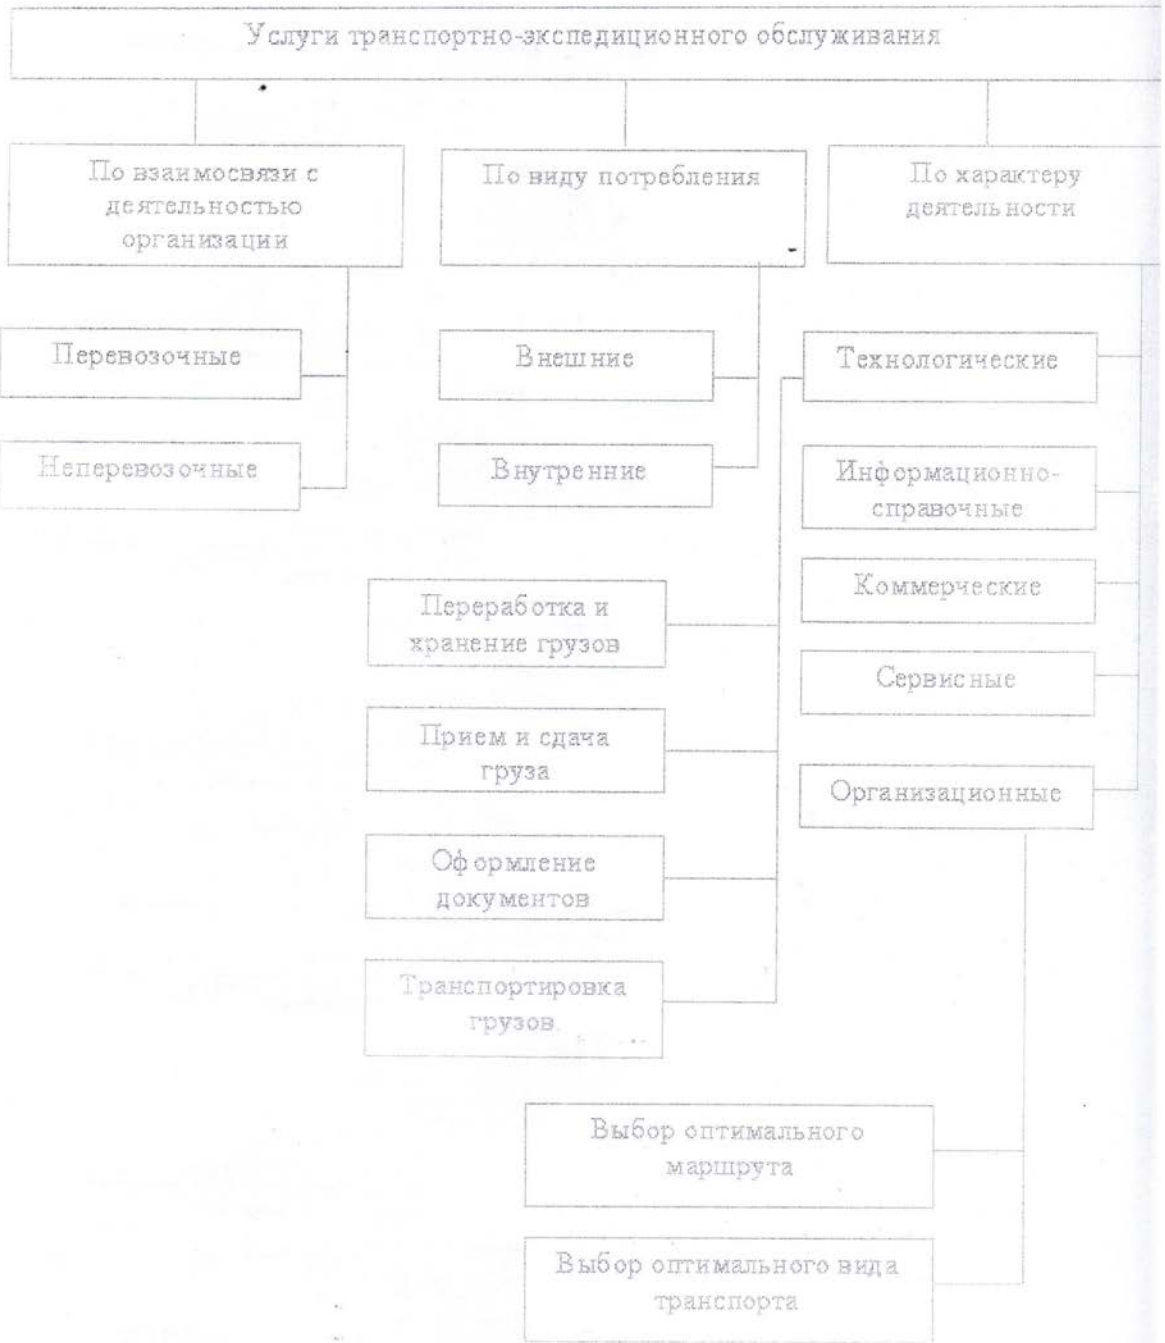 Услуги транспортно-экспедиционного обслуживания
По взаимосвязи с
деятельностью
организации
По виду потребления
По характеру
деятельности
Перевозочные
Неперевозочные
Внешние
Внутренние
Технологические
Информационно-
справочные
Коммерческие
Сервисные
Организационные
Переработка и
хранение грузов
Прием и сдача
груза
Оформление
документов
Транспортировка
грузов
Выбор оптимального
маршрута
Выбор оптимального вида
транспорта